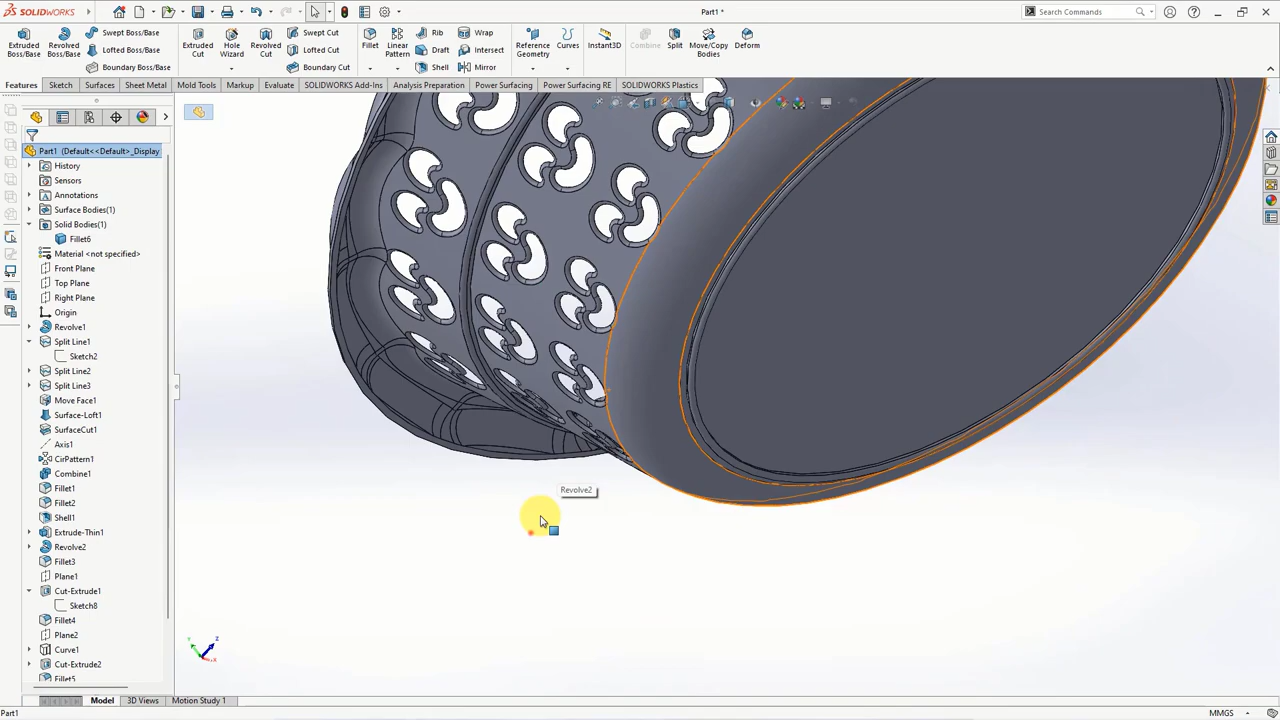 SOLIDWORKS
Part1 *
Search Commands
Extruded Boss/Base
Revolved Boss/Base
Swept Boss/Base
Lofted Boss/Base
Boundary Boss/Base
Extruded Cut
Hole Wizard
Revolved Cut
Swept Cut
Lofted Cut
Boundary Cut
Fillet
Linear Pattern
Rib
Draft
Shell
Wrap
Intersect
Mirror
Reference Geometry
Curves
Instant3D
Combine
Split
Move/Copy Bodies
Deform
Features
Sketch
Surfaces
Sheet Metal
Mold Tools
Markup
Evaluate
SOLIDWORKS Add-Ins
Analysis Preparation
Power Surfacing
Power Surfacing RE
SOLIDWORKS Plastics
Part1 (Default<<Default>_Display
History
Sensors
Annotations
Surface Bodies(1)
Solid Bodies(1)
Fillet6
Material <not specified>
Front Plane
Top Plane
Right Plane
Origin
Revolve1
Split Line1
Sketch2
Split Line2
Split Line3
Move Face1
Surface-Loft1
SurfaceCut1
Axis1
CirPattern1
Combine1
Fillet1
Fillet2
Shell1
Extrude-Thin1
Revolve2
Fillet3
Plane1
Cut-Extrude1
Sketch8
Fillet4
Plane2
Curve1
Cut-Extrude2
Fillet5
Revolve2
Y
Z
X
Model
3D Views
Motion Study 1
Part1
MMGS